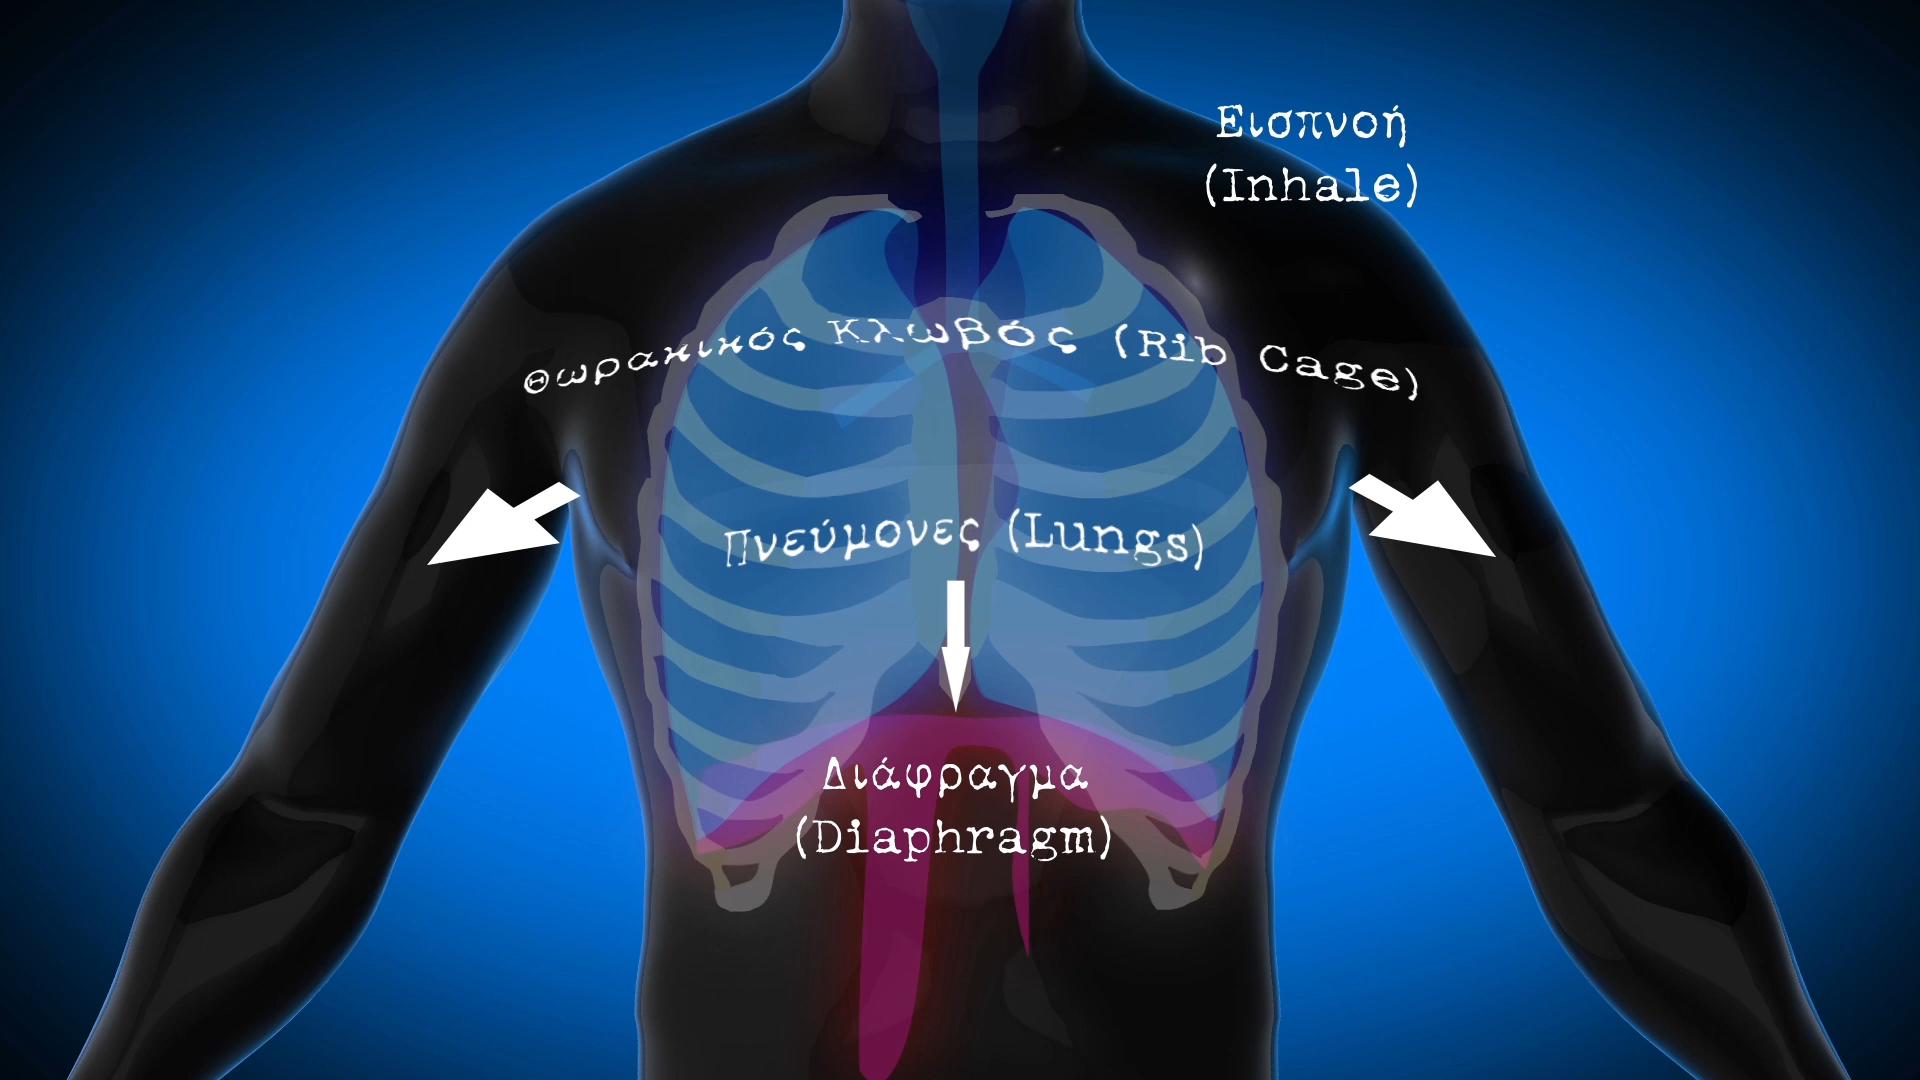 Εισπνοή
(Inhale)
Θωρακικός Κλωβός (Rib Cage)
Πνεύμονες (Lungs)
Διάφραγμα
(Diaphragm)